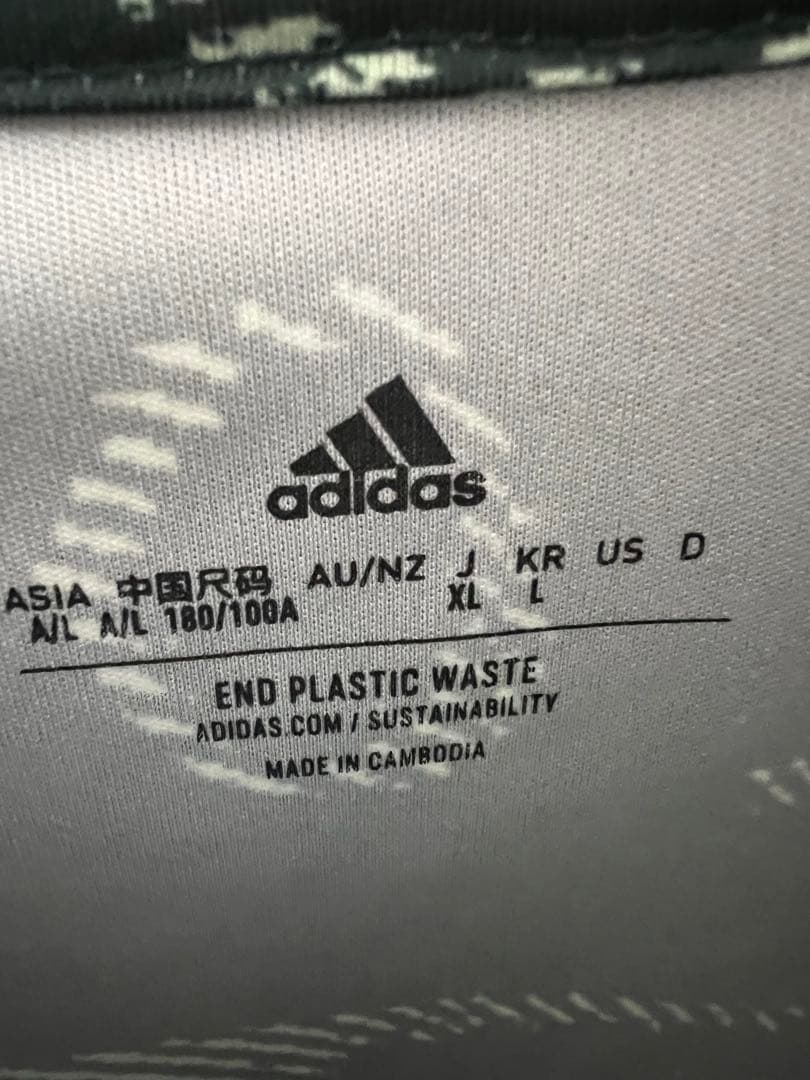 adidas
ASIA 中国尺码 AU/NZ J KR US D
A/L A/L 180/100A XL L
END PLASTIC WASTE
ADIDAS.COM / SUSTAINABILITY
MADE IN CAMBODIA